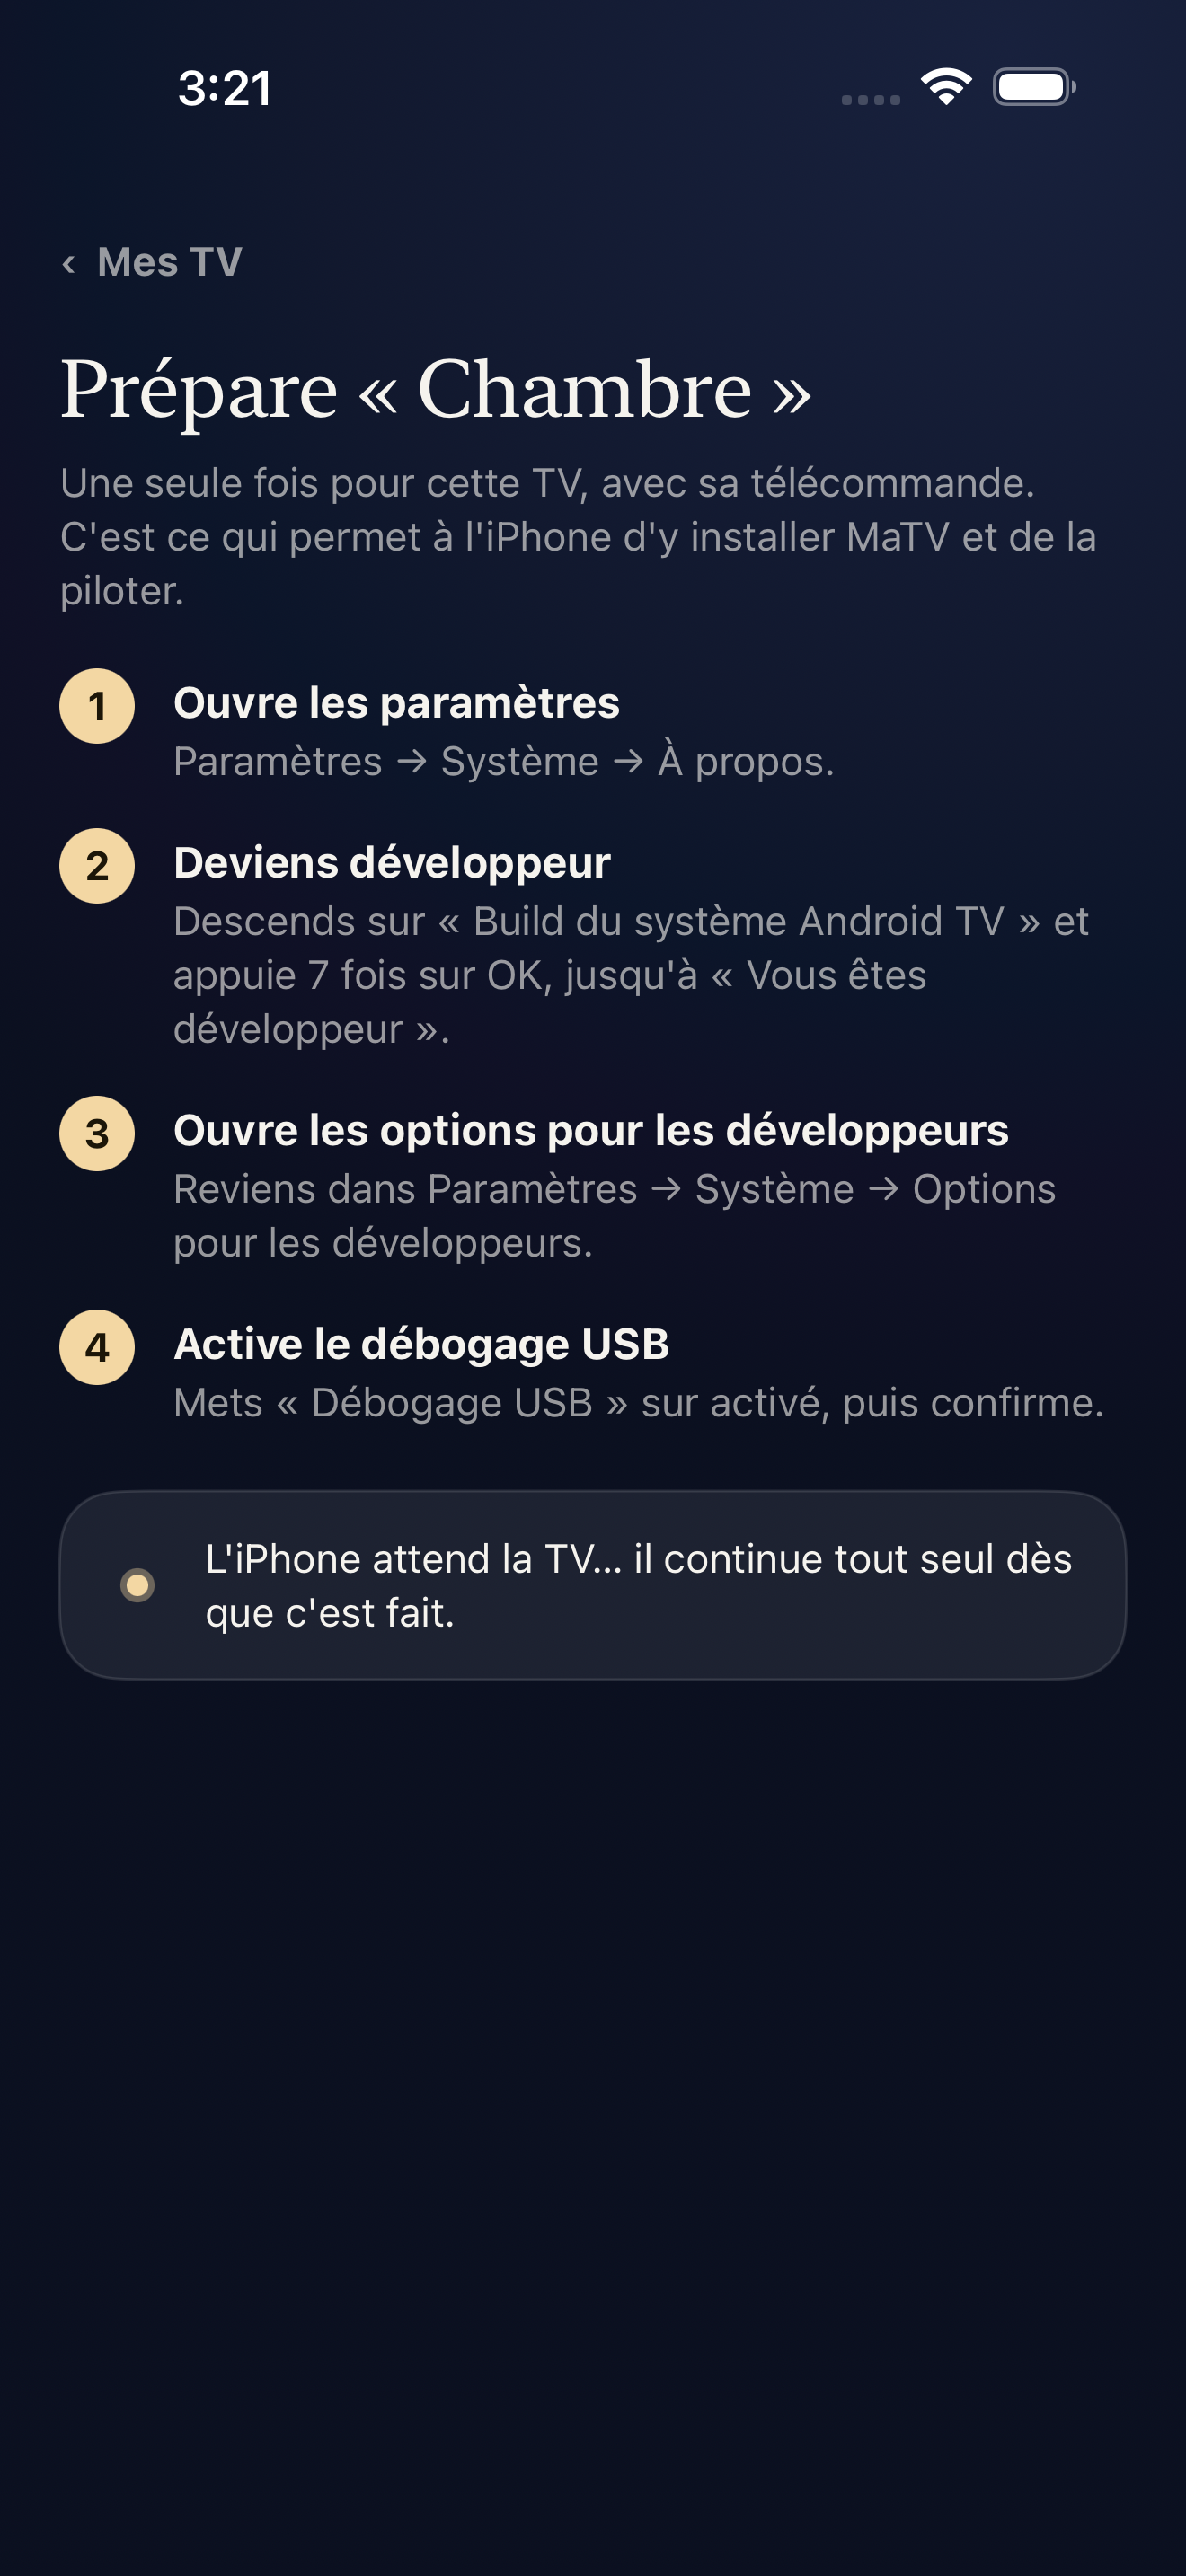 3:21
‹ Mes TV
Prépare « Chambre »
Une seule fois pour cette TV, avec sa télécommande.
C'est ce qui permet à l'iPhone d'y installer MaTV et de la
piloter.
1
Ouvre les paramètres
Paramètres → Système → À propos.
2
Deviens développeur
Descends sur « Build du système Android TV » et
appuie 7 fois sur OK, jusqu'à « Vous êtes
développeur ».
3
Ouvre les options pour les développeurs
Reviens dans Paramètres → Système → Options
pour les développeurs.
4
Active le débogage USB
Mets « Débogage USB » sur activé, puis confirme.
L'iPhone attend la TV… il continue tout seul dès
que c'est fait.